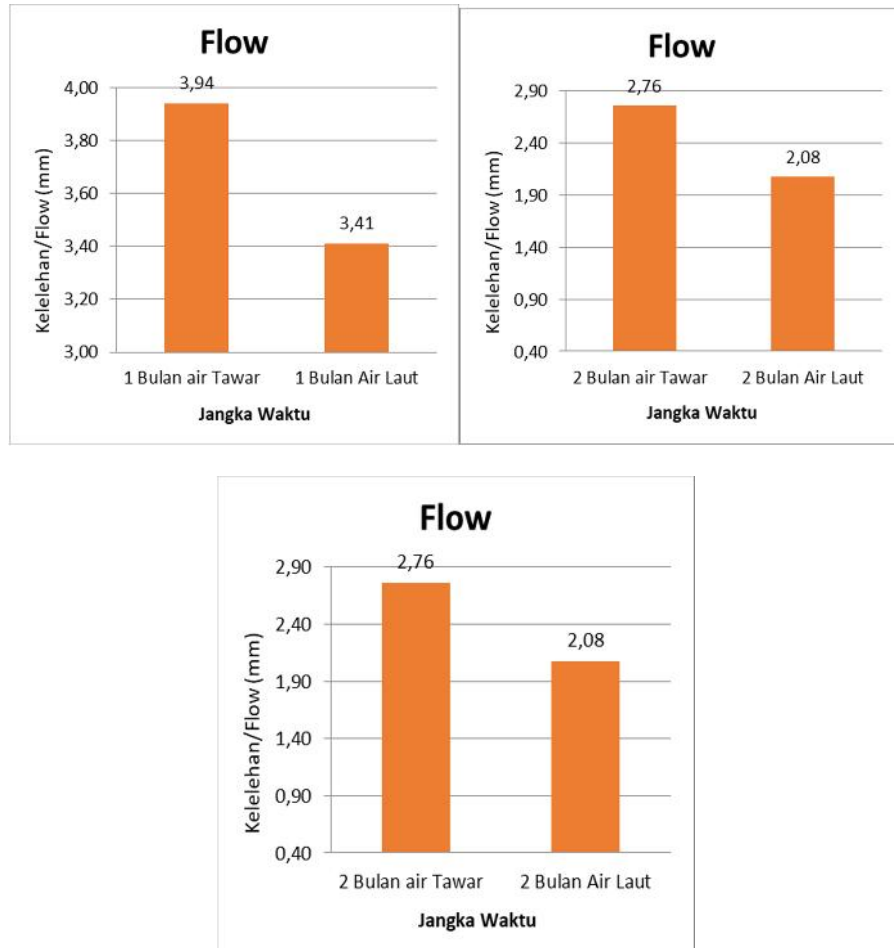 Flow
Kelelehan/Flow (mm)
4,00
3,80
3,60
3,40
3,20
3,00
3,94
3,41
1 Bulan air Tawar 1 Bulan Air Laut
Jangka Waktu
Flow
Kelelehan/Flow (mm)
2,90
2,40
1,90
1,40
0,90
0,40
2,76
2,08
2 Bulan air Tawar 2 Bulan Air Laut
Jangka Waktu
Flow
Kelelehan/Flow (mm)
2,90
2,40
1,90
1,40
0,90
0,40
2,76
2,08
2 Bulan air Tawar 2 Bulan Air Laut
Jangka Waktu